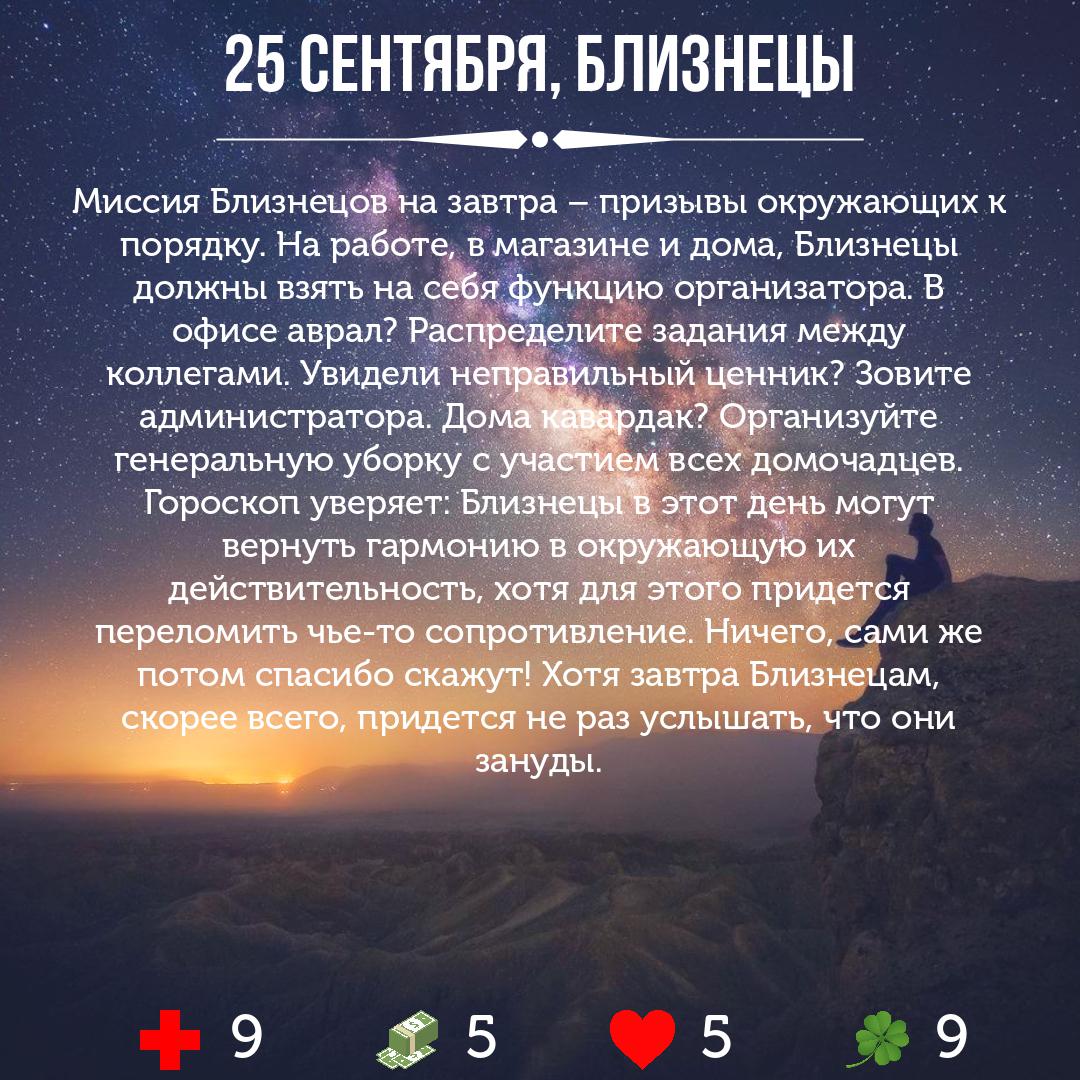 25 СЕНТЯБРЯ, БЛИЗНЕЦЫ
Миссия Близнецов на завтра – призывы окружающих к
порядку. На работе, в магазине и дома, Близнецы
должны взять на себя функцию организатора. В
офисе аврал? Распределите задания между
коллегами. Увидели неправильный ценник? Зовите
администратора. Дома кавардак? Организуйте
генеральную уборку с участием всех домочадцев.
Гороскоп уверяет: Близнецы в этот день могут
вернуть гармонию в окружающую их
действительность, хотя для этого придется
переломить чье-то сопротивление. Ничего, сами же
потом спасибо скажут! Хотя завтра Близнецам,
скорее всего, придется не раз услышать, что они
зануды.
9 5 5 9